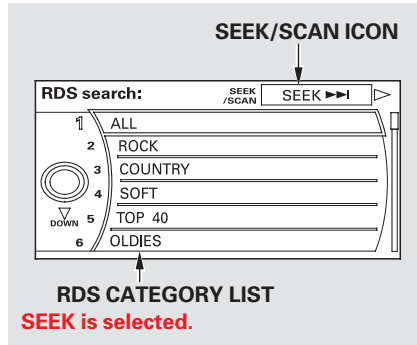 SEEK/SCAN ICON
RDS search: SEEK /SCAN SEEK ▶▶I
1 ALL
2 ROCK
3 COUNTRY
4 SOFT
DOWN 5 TOP 40
6 OLDIES
RDS CATEGORY LIST
SEEK is selected.